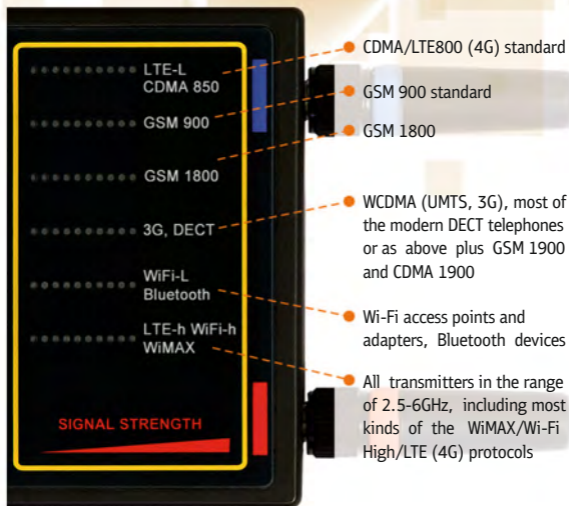 LTE-L
CDMA 850
GSM 900
GSM 1800
3G, DECT
WiFi-L
Bluetooth
LTE-h WiFi-h
WiMAX
SIGNAL STRENGTH
CDMA/LTE800 (4G) standard
GSM 900 standard
GSM 1800
WCDMA (UMTS, 3G), most of
the modern DECT telephones
or as above plus GSM 1900
and CDMA 1900
Wi-Fi access points and
adapters, Bluetooth devices
All transmitters in the range
of 2.5-6GHz, including most
kinds of the WiMAX/Wi-Fi
High/LTE (4G) protocols